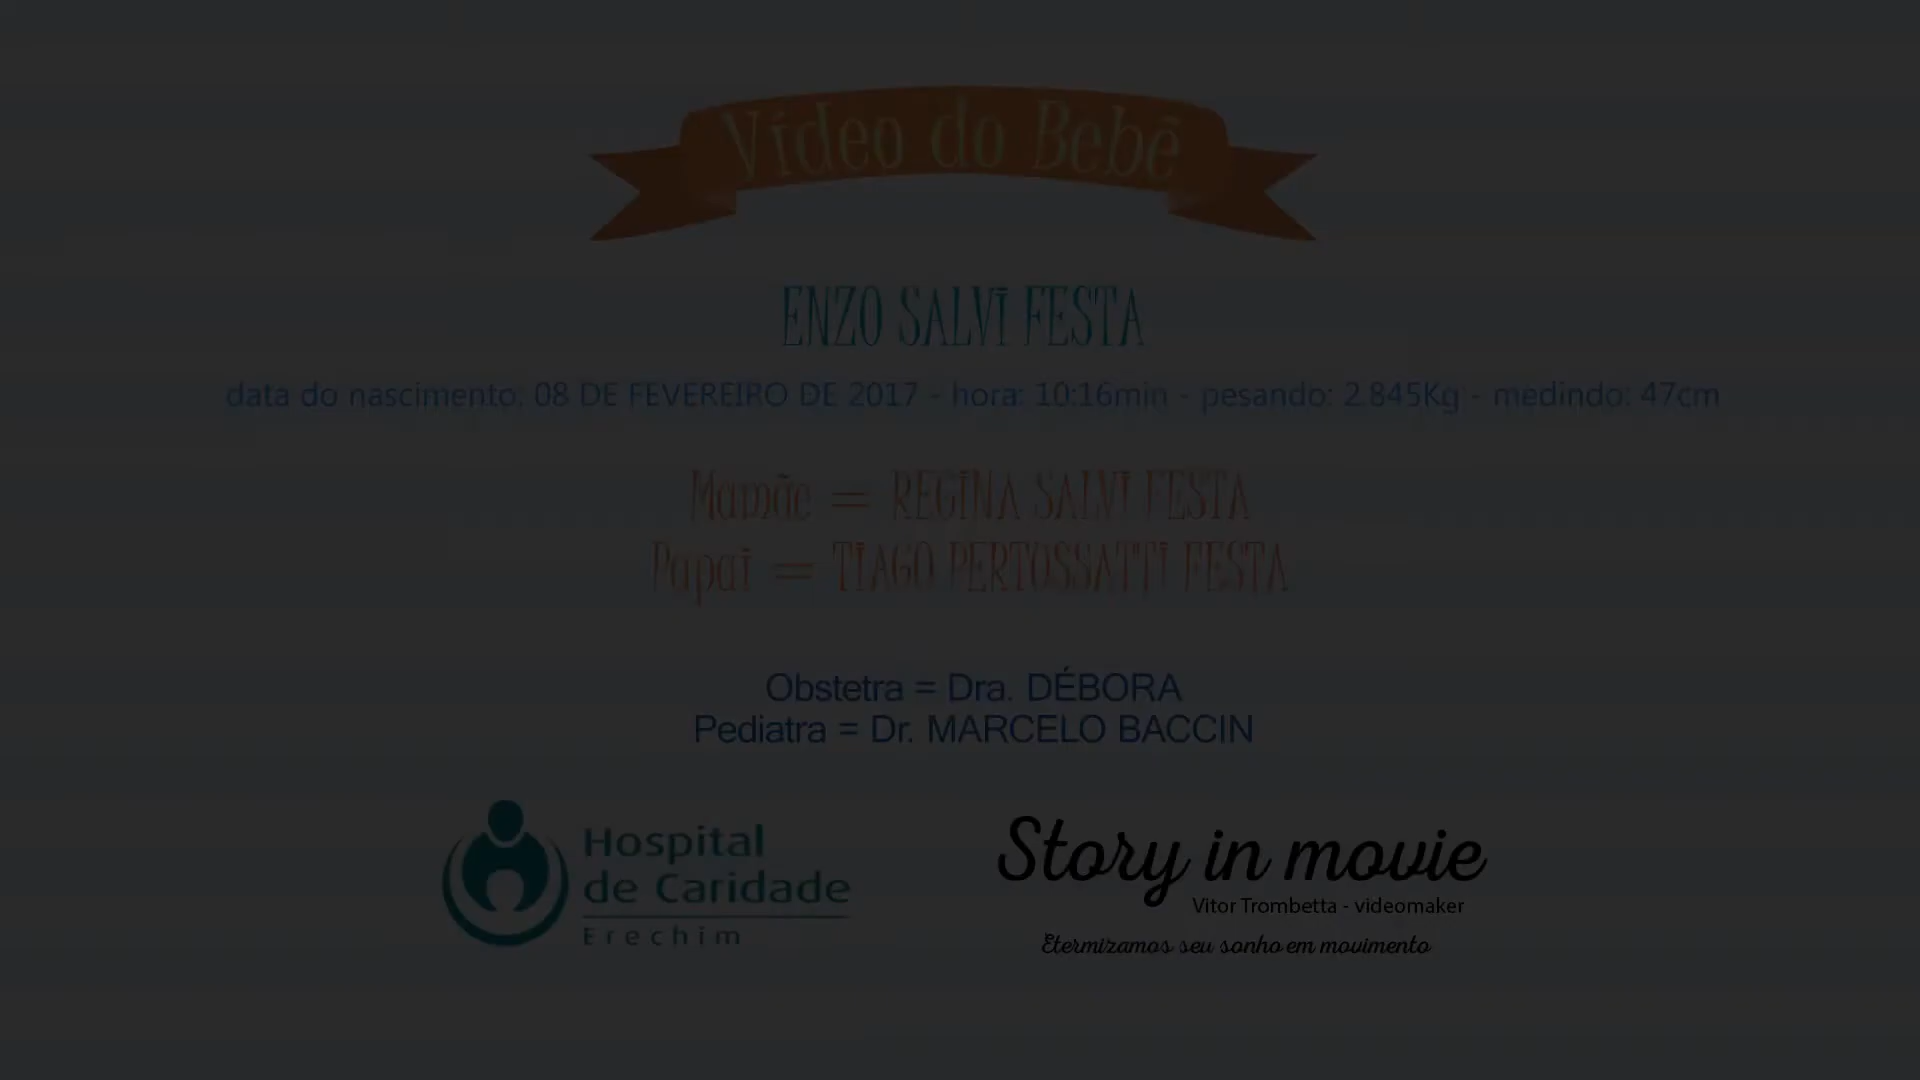 Vídeo do Bebê
ENZO SALVI FESTA
data do nascimento: 08 DE FEVEREIRO DE 2017 - hora: 10:16min - pesando: 2.845Kg - medindo: 47cm
Mamãe = REGINA SALVI FESTA
Papai = TIAGO PERTOSSATTI FESTA
Obstetra = Dra. DÉBORA
Pediatra = Dr. MARCELO BACCIN
Hospital
de Caridade
Erechim
Story in movie
Vitor Trombetta - videomaker
Etermizamos seu sonho em movimento